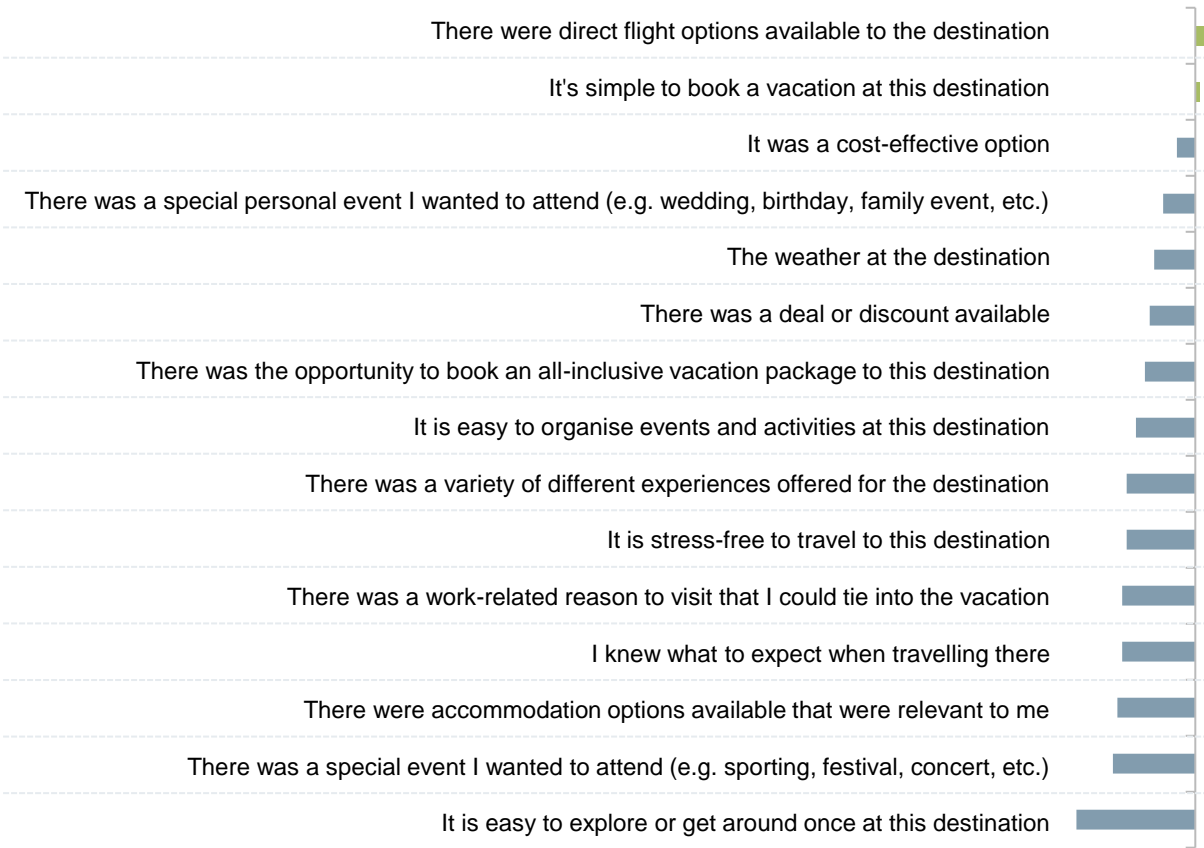 There were direct flight options available to the destination
It's simple to book a vacation at this destination
It was a cost-effective option
There was a special personal event I wanted to attend (e.g. wedding, birthday, family event, etc.)
The weather at the destination
There was a deal or discount available
There was the opportunity to book an all-inclusive vacation package to this destination
It is easy to organise events and activities at this destination
There was a variety of different experiences offered for the destination
It is stress-free to travel to this destination
There was a work-related reason to visit that I could tie into the vacation
I knew what to expect when travelling there
There were accommodation options available that were relevant to me
There was a special event I wanted to attend (e.g. sporting, festival, concert, etc.)
It is easy to explore or get around once at this destination